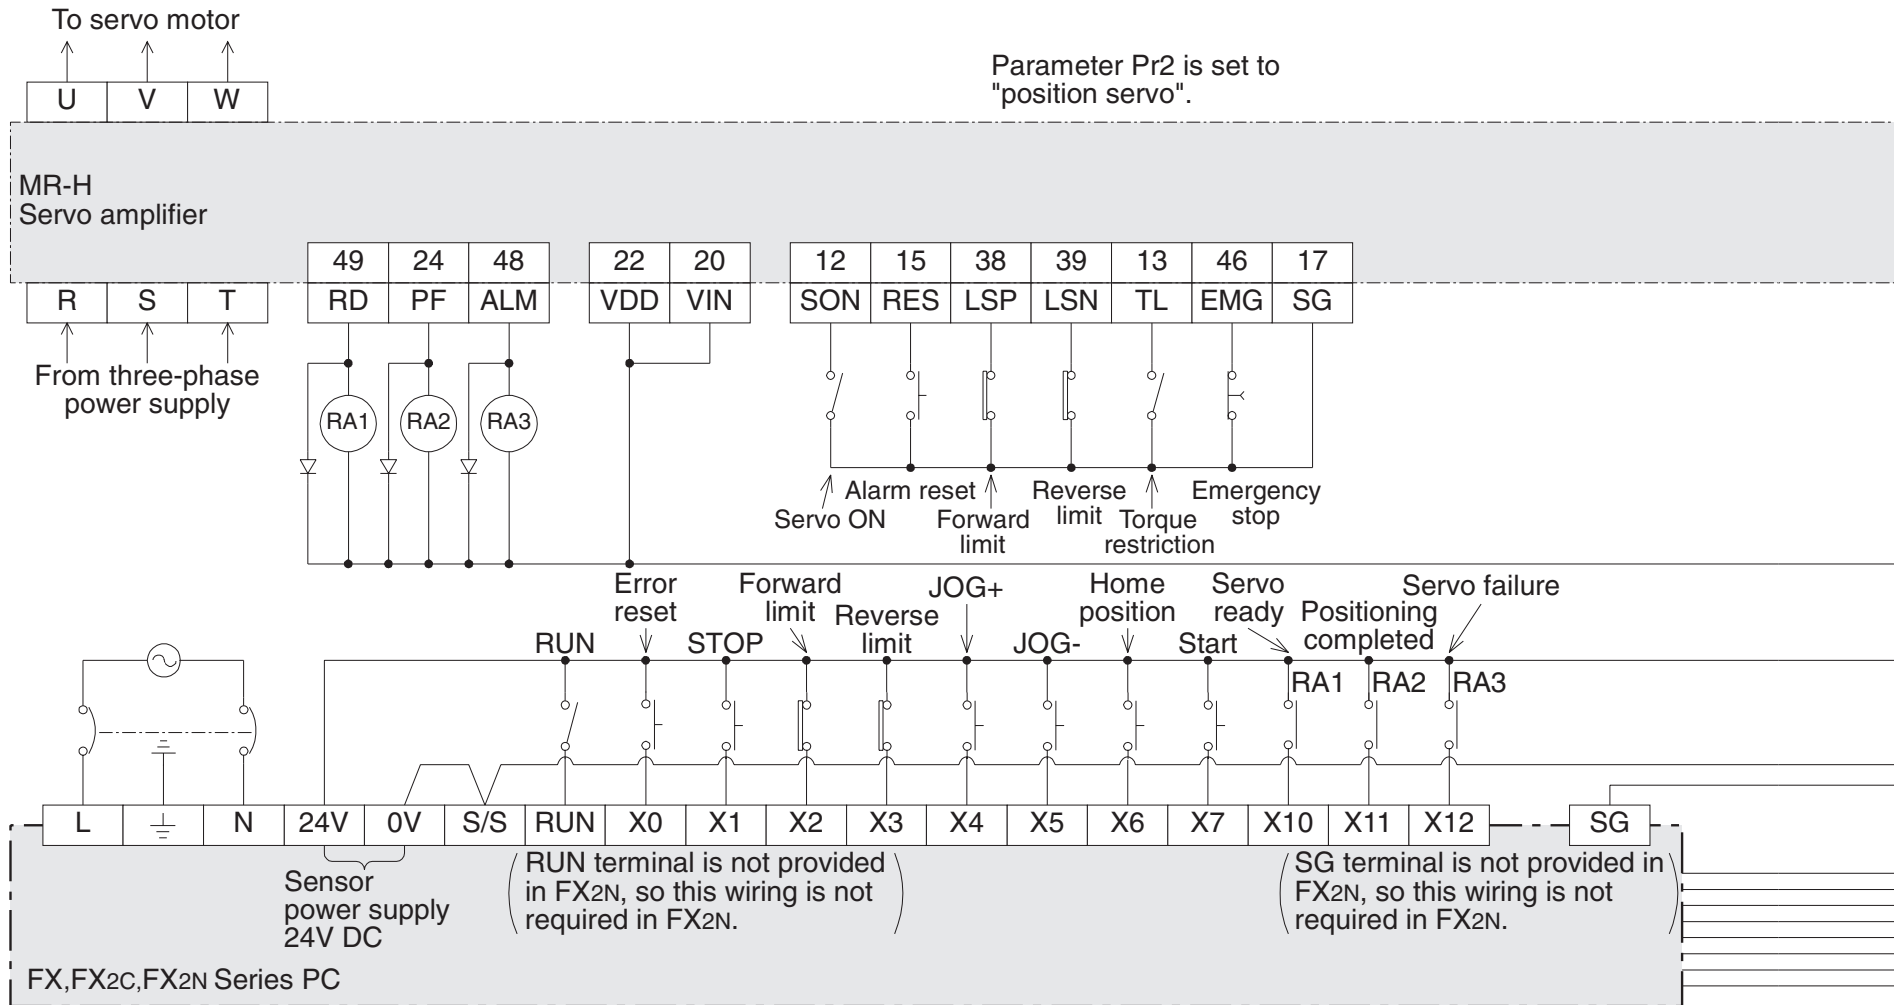 To servo motor
U V W
Parameter Pr2 is set to
"position servo".
MR-H
Servo amplifier
49 24 48 22 20 12 15 38 39 13 46 17
R S T RD PF ALM VDD VIN SON RES LSP LSN TL EMG SG
From three-phase
power supply
RA1 RA2 RA3
Alarm reset
Servo ON
Forward
limit
Reverse
limit
Torque
restriction
Emergency
stop
RUN
Error
reset
STOP
Forward
limit
Reverse
limit
JOG+
JOG-
Home
position
Start
Servo
ready
Positioning
completed
Servo failure
RA1 RA2 RA3
L N 24V 0V S/S RUN X0 X1 X2 X3 X4 X5 X6 X7 X10 X11 X12 SG
Sensor
power supply
24V DC
RUN terminal is not provided
in FX2N, so this wiring is not
required in FX2N.
SG terminal is not provided in
FX2N, so this wiring is not
required in FX2N.
FX,FX2C,FX2N Series PC